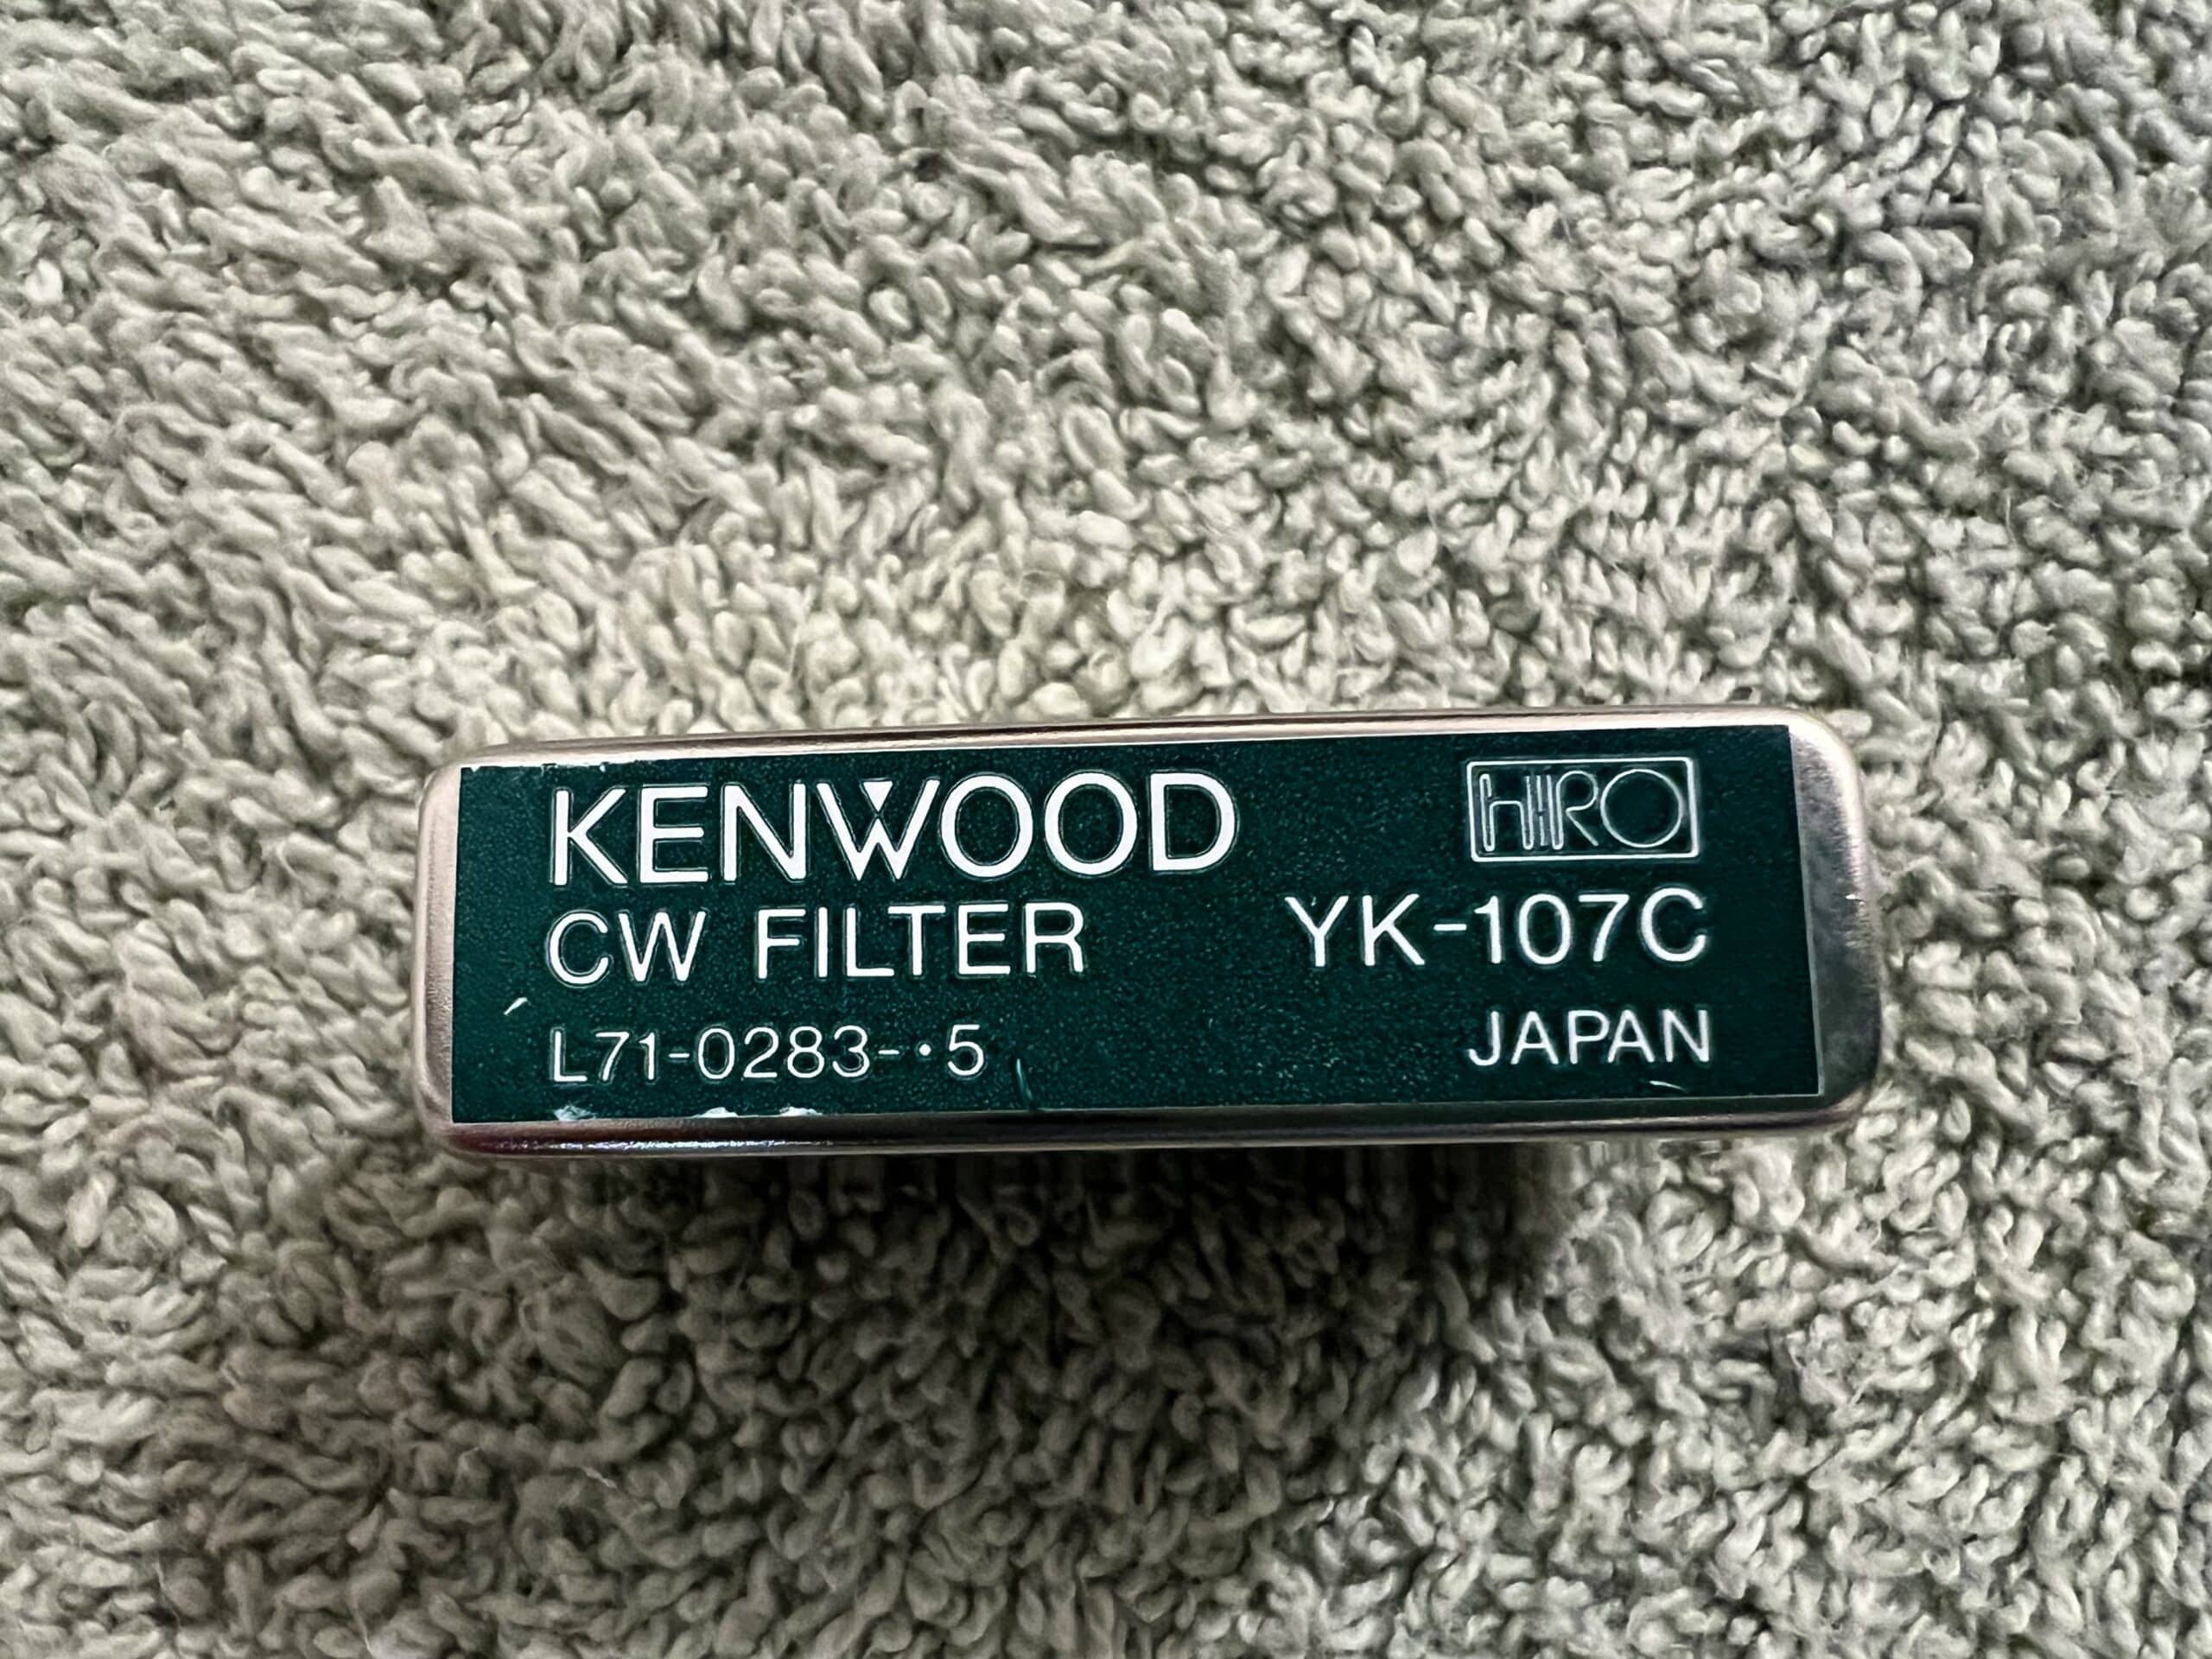 KENWOOD HIRO
CW FILTER YK-107C
L71-0283-·5 JAPAN